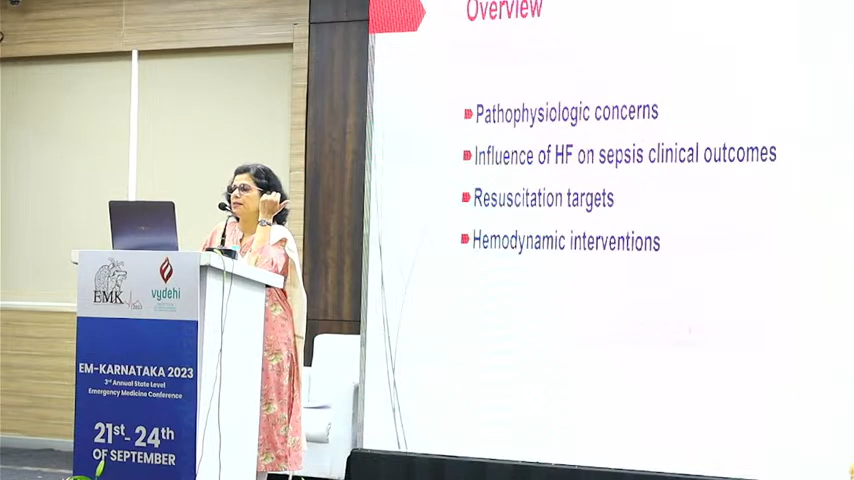 Overview
Pathophysiologic concerns
Influence of HF on sepsis clinical outcomes
Resuscitation targets
Hemodynamic interventions
EMK
2023
vydehi
EM-KARNATAKA 2023
3rd Annual State Level
Emergency Medicine Conference
21st - 24th
OF SEPTEMBER